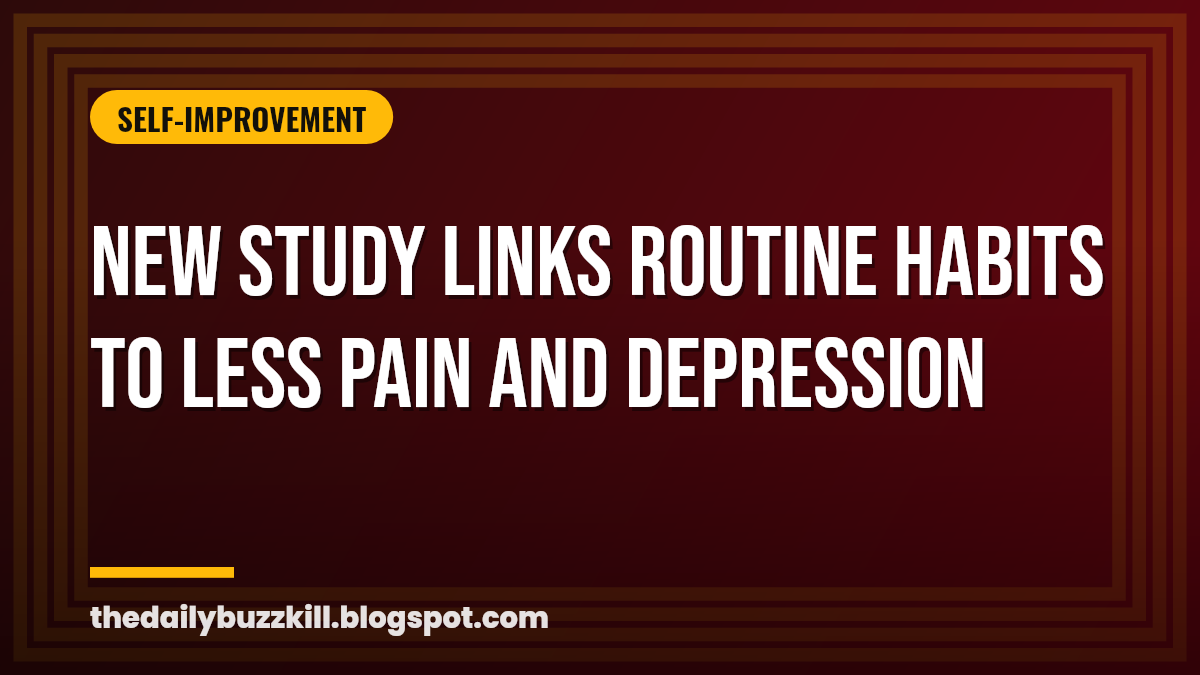 SELF-IMPROVEMENT
NEW STUDY LINKS ROUTINE HABITS
TO LESS PAIN AND DEPRESSION
thedailybuzzkill.blogspot.com